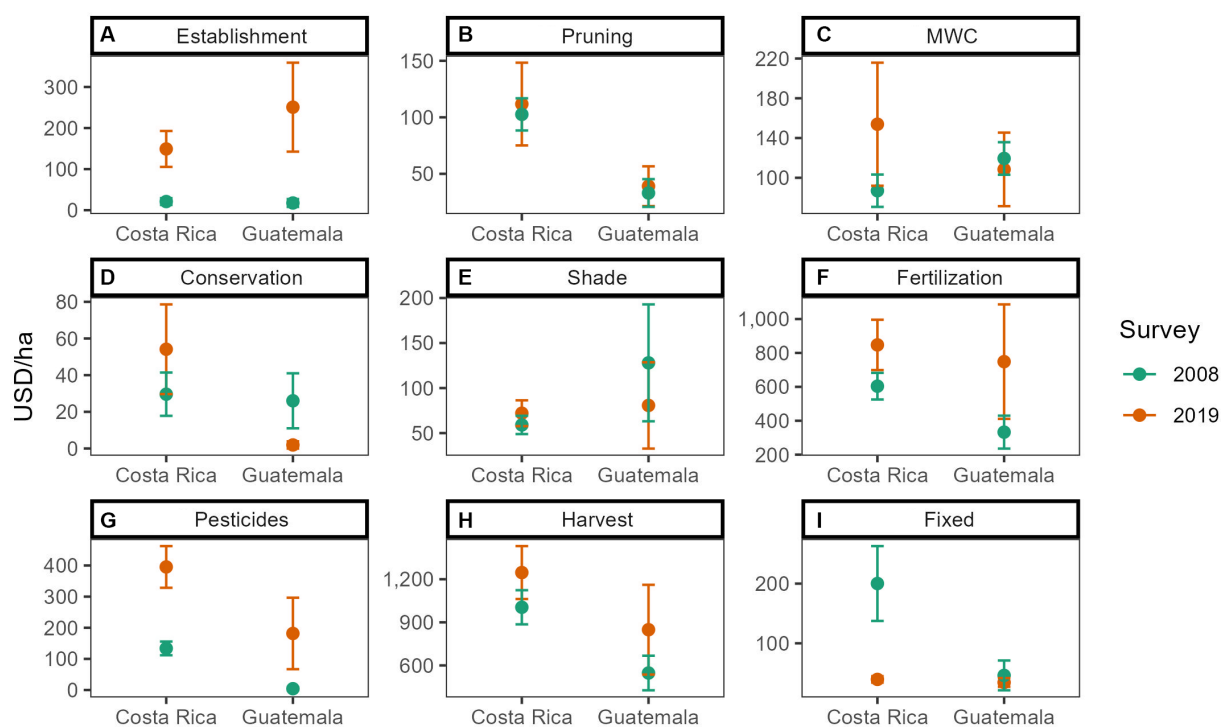 A Establishment
B Pruning
C MWC
300
200
100
0
150
100
50
220
180
140
100
Costa Rica Guatemala
Costa Rica Guatemala
Costa Rica Guatemala
D Conservation
E Shade
F Fertilization
USD/ha
80
60
40
20
0
200
150
100
50
1,000
800
600
400
200
Costa Rica Guatemala
Costa Rica Guatemala
Costa Rica Guatemala
Survey
2008
2019
G Pesticides
H Harvest
I Fixed
400
300
200
100
0
1,200
900
600
200
100
Costa Rica Guatemala
Costa Rica Guatemala
Costa Rica Guatemala